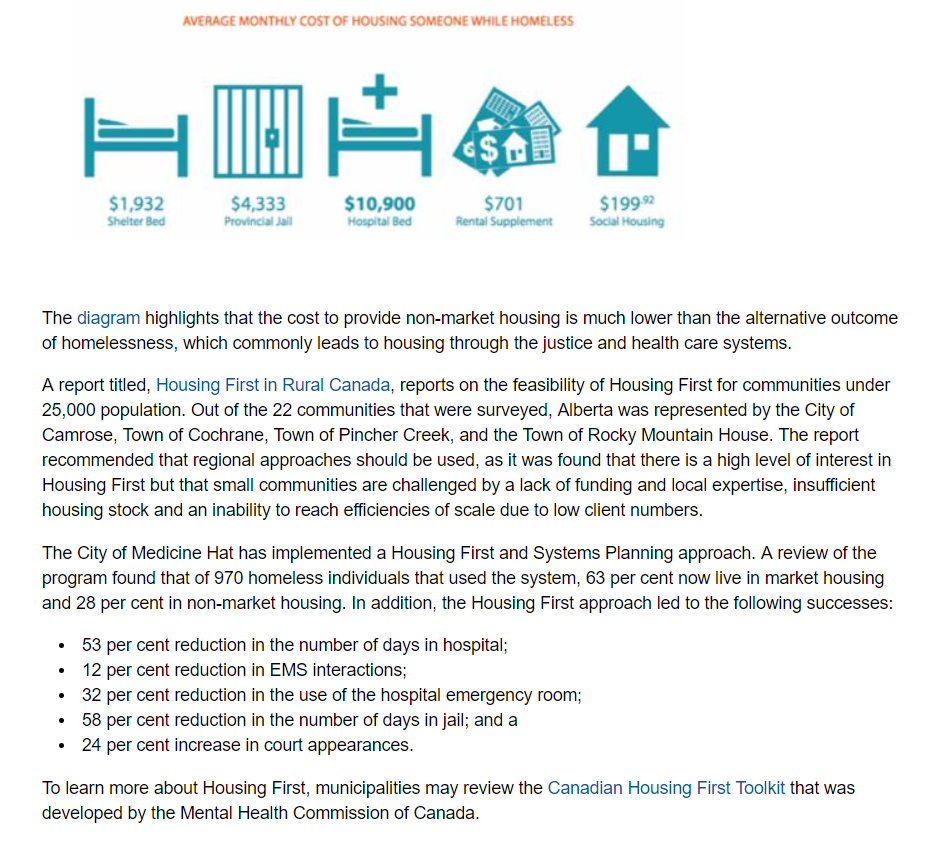 AVERAGE MONTHLY COST OF HOUSING SOMEONE WHILE HOMELESS
$1,932 $4,333 $10,900 $701 $199.92
Shelter Bed Provincial Jail Hospital Bed Rental Supplement Social Housing
The diagram highlights that the cost to provide non-market housing is much lower than the alternative outcome
of homelessness, which commonly leads to housing through the justice and health care systems.
A report titled, Housing First in Rural Canada, reports on the feasibility of Housing First for communities under
25,000 population. Out of the 22 communities that were surveyed, Alberta was represented by the City of
Camrose, Town of Cochrane, Town of Pincher Creek, and the Town of Rocky Mountain House. The report
recommended that regional approaches should be used, as it was found that there is a high level of interest in
Housing First but that small communities are challenged by a lack of funding and local expertise, insufficient
housing stock and an inability to reach efficiencies of scale due to low client numbers.
The City of Medicine Hat has implemented a Housing First and Systems Planning approach. A review of the
program found that of 970 homeless individuals that used the system, 63 per cent now live in market housing
and 28 per cent in non-market housing. In addition, the Housing First approach led to the following successes:
• 53 per cent reduction in the number of days in hospital;
• 12 per cent reduction in EMS interactions;
• 32 per cent reduction in the use of the hospital emergency room;
• 58 per cent reduction in the number of days in jail; and a
• 24 per cent increase in court appearances.
To learn more about Housing First, municipalities may review the Canadian Housing First Toolkit that was
developed by the Mental Health Commission of Canada.